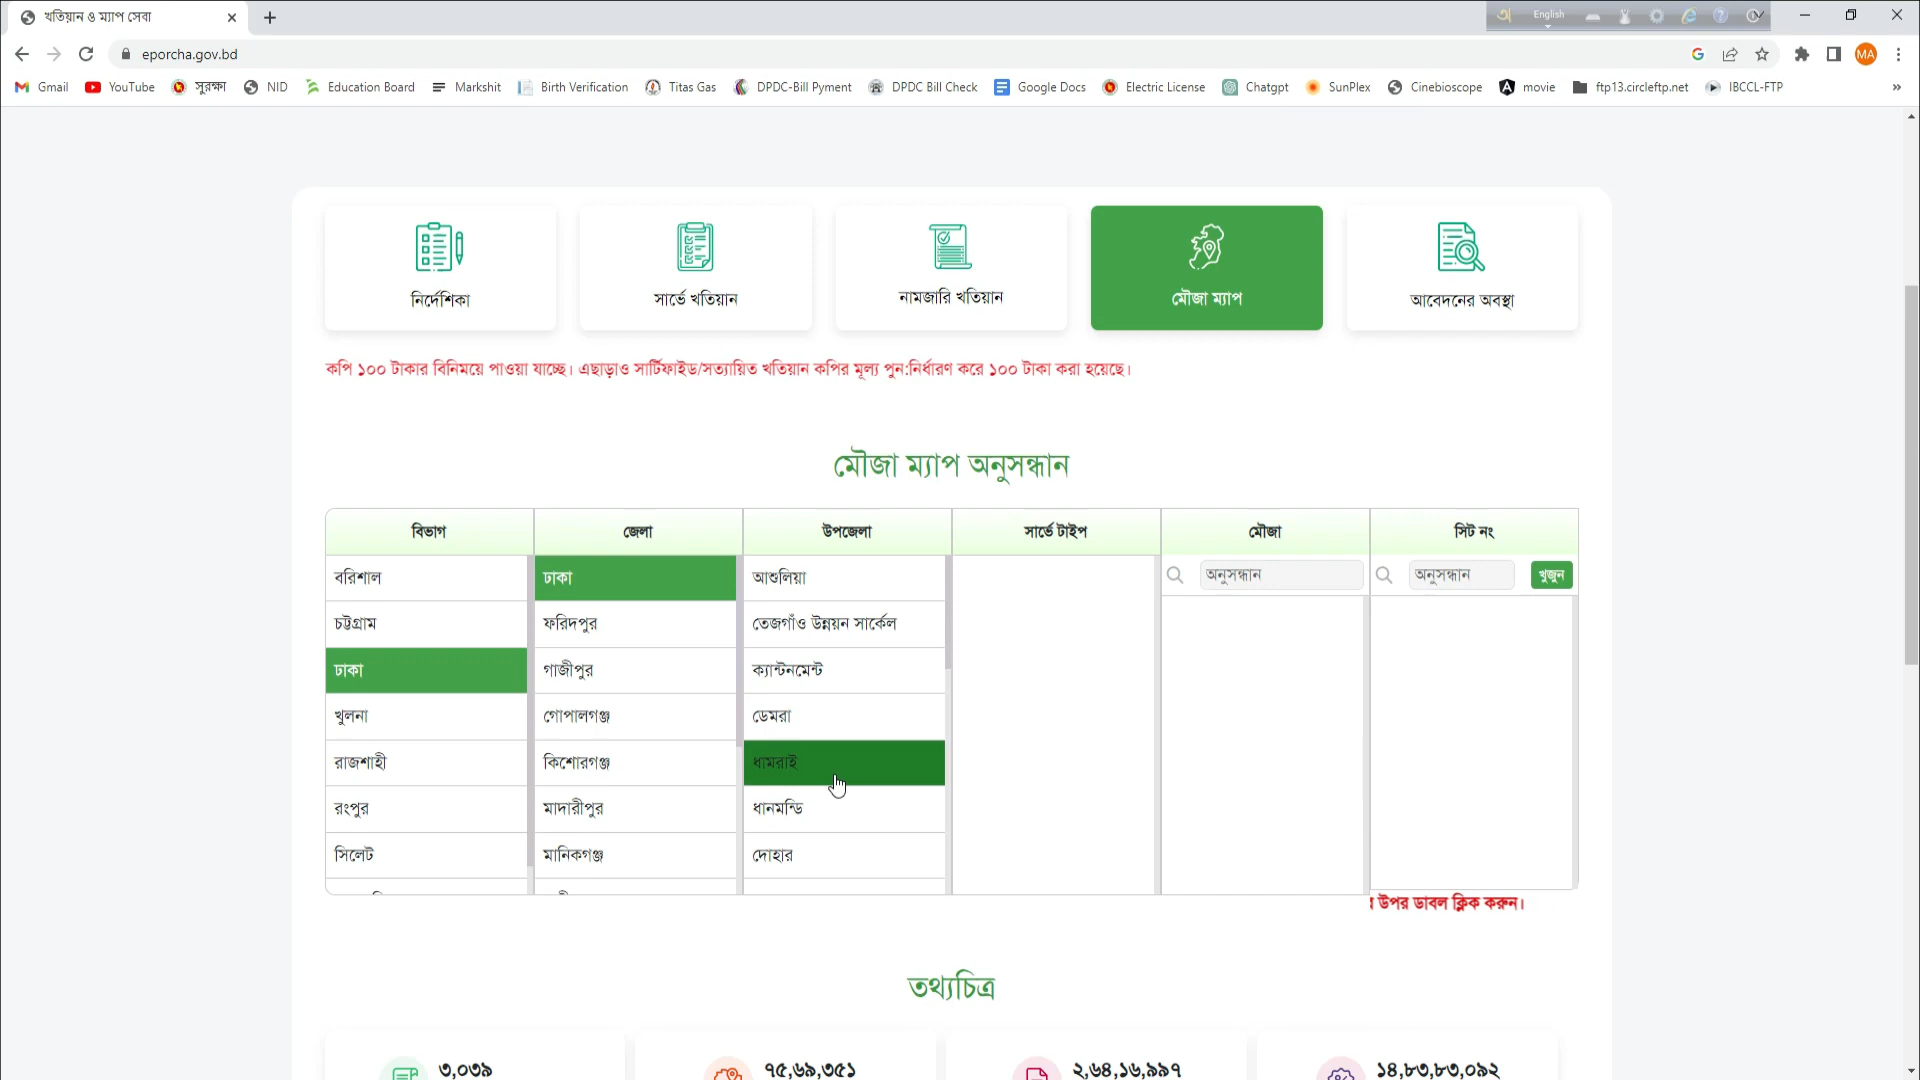 খতিয়ান ও ম্যাপ সেবা
English
eporcha.gov.bd
MA
Gmail
YouTube
সুরক্ষা
NID
Education Board
Markshit
Birth Verification
Titas Gas
DPDC-Bill Pyment
DPDC Bill Check
Google Docs
Electric License
Chatgpt
SunPlex
Cinebioscope
movie
ftp13.circleftp.net
IBCCL-FTP
নির্দেশিকা
সার্ভে খতিয়ান
নামজারি খতিয়ান
মৌজা ম্যাপ
আবেদনের অবস্থা
কপি ১০০ টাকার বিনিময়ে পাওয়া যাচ্ছে। এছাড়াও সার্টিফাইড/সত্যায়িত খতিয়ান কপির মূল্য পুন:নির্ধারণ করে ১০০ টাকা করা হয়েছে।
মৌজা ম্যাপ অনুসন্ধান
বিভাগ জেলা উপজেলা সার্ভে টাইপ মৌজা সিট নং
বরিশাল ঢাকা আশুলিয়া অনুসন্ধান অনুসন্ধান খুজুন
চট্টগ্রাম ফরিদপুর তেজগাঁও উন্নয়ন সার্কেল
ঢাকা গাজীপুর ক্যান্টনমেন্ট
খুলনা গোপালগঞ্জ ডেমরা
রাজশাহী কিশোরগঞ্জ ধামরাই
রংপুর মাদারীপুর ধানমন্ডি
সিলেট মানিকগঞ্জ দোহার
উপর ডাবল ক্লিক করুন।
তথ্যচিত্র
৩,০৩৯ ৭৫,৬৯,৩৫১ ২,৬৪,১৬,৯৯৭ ১৪,৮৩,৮৩,০৯২